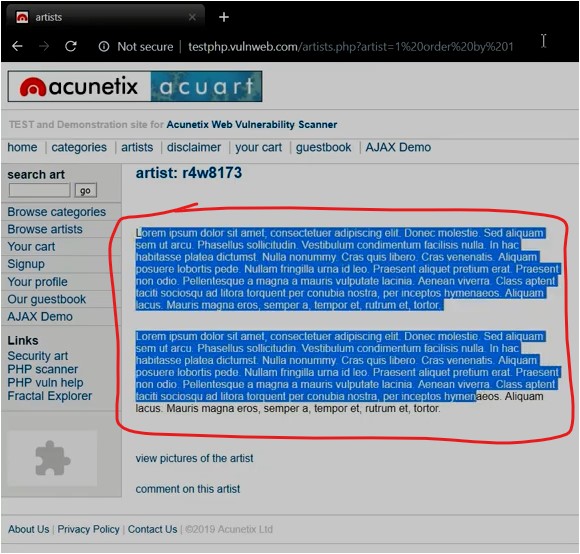 artists
Not secure | testphp.vulnweb.com/artists.php?artist=1%20order%20by%201
acunetix acuart
TEST and Demonstration site for Acunetix Web Vulnerability Scanner
home | categories | artists | disclaimer | your cart | guestbook | AJAX Demo
search art
go
Browse categories
Browse artists
Your cart
Signup
Your profile
Our guestbook
AJAX Demo
Links
Security art
PHP scanner
PHP vuln help
Fractal Explorer
artist: r4w8173
Lorem ipsum dolor sit amet, consectetuer adipiscing elit. Donec molestie. Sed aliquam
sem ut arcu. Phasellus sollicitudin. Vestibulum condimentum facilisis nulla. In hac
habitasse platea dictumst. Nulla nonummy. Cras quis libero. Cras venenatis. Aliquam
posuere lobortis pede. Nullam fringilla urna id leo. Praesent aliquet pretium erat. Praesent
non odio. Pellentesque a magna a mauris vulputate lacinia. Aenean viverra. Class aptent
taciti sociosqu ad litora torquent per conubia nostra, per inceptos hymenaeos. Aliquam
lacus. Mauris magna eros, semper a, tempor et, rutrum et, tortor.
Lorem ipsum dolor sit amet, consectetuer adipiscing elit. Donec molestie. Sed aliquam
sem ut arcu. Phasellus sollicitudin. Vestibulum condimentum facilisis nulla. In hac
habitasse platea dictumst. Nulla nonummy. Cras quis libero. Cras venenatis. Aliquam
posuere lobortis pede. Nullam fringilla urna id leo. Praesent aliquet pretium erat. Praesent
non odio. Pellentesque a magna a mauris vulputate lacinia. Aenean viverra. Class aptent
taciti sociosqu ad litora torquent per conubia nostra, per inceptos hymenaeos. Aliquam
lacus. Mauris magna eros, semper a, tempor et, rutrum et, tortor.
view pictures of the artist
comment on this artist
About Us | Privacy Policy | Contact Us | ©2019 Acunetix Ltd